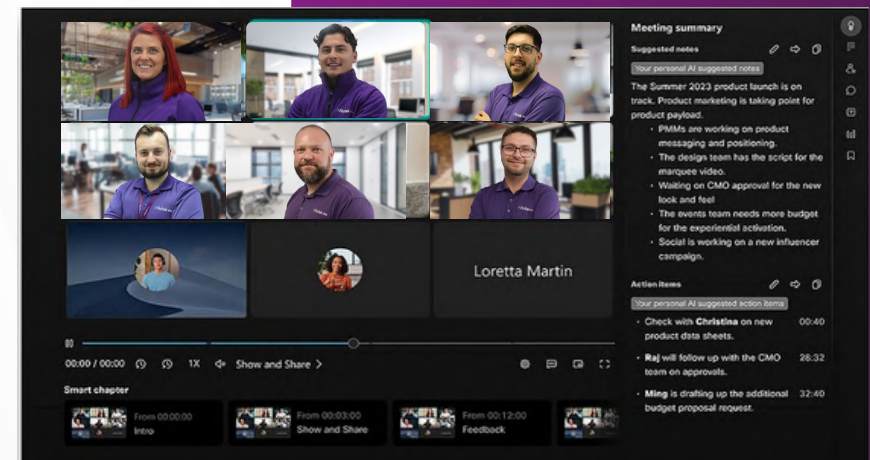 Loretta Martin
00:00 / 00:00
1X
Show and Share
Smart chapter
From 00:00:00
Intro
From 00:03:00
Show and Share
From 00:12:00
Feedback
Meeting summary
Suggested notes
Your personal AI suggested notes
The Summer 2023 product launch is on
track. Product marketing is taking point for
product payload.
• PMMs are working on product
messaging and positioning.
• The design team has the script for the
marquee video.
• Waiting on CMO approval for the new
look and feel
• The events team needs more budget
for the experiential activation.
• Social is working on a new influencer
campaign.
Action items
Your personal AI suggested action items
• Check with Christina on new 00:40
product data sheets.
• Raj will follow up with the CMO 28:32
team on approvals.
• Ming is drafting up the additional 32:40
budget proposal request.